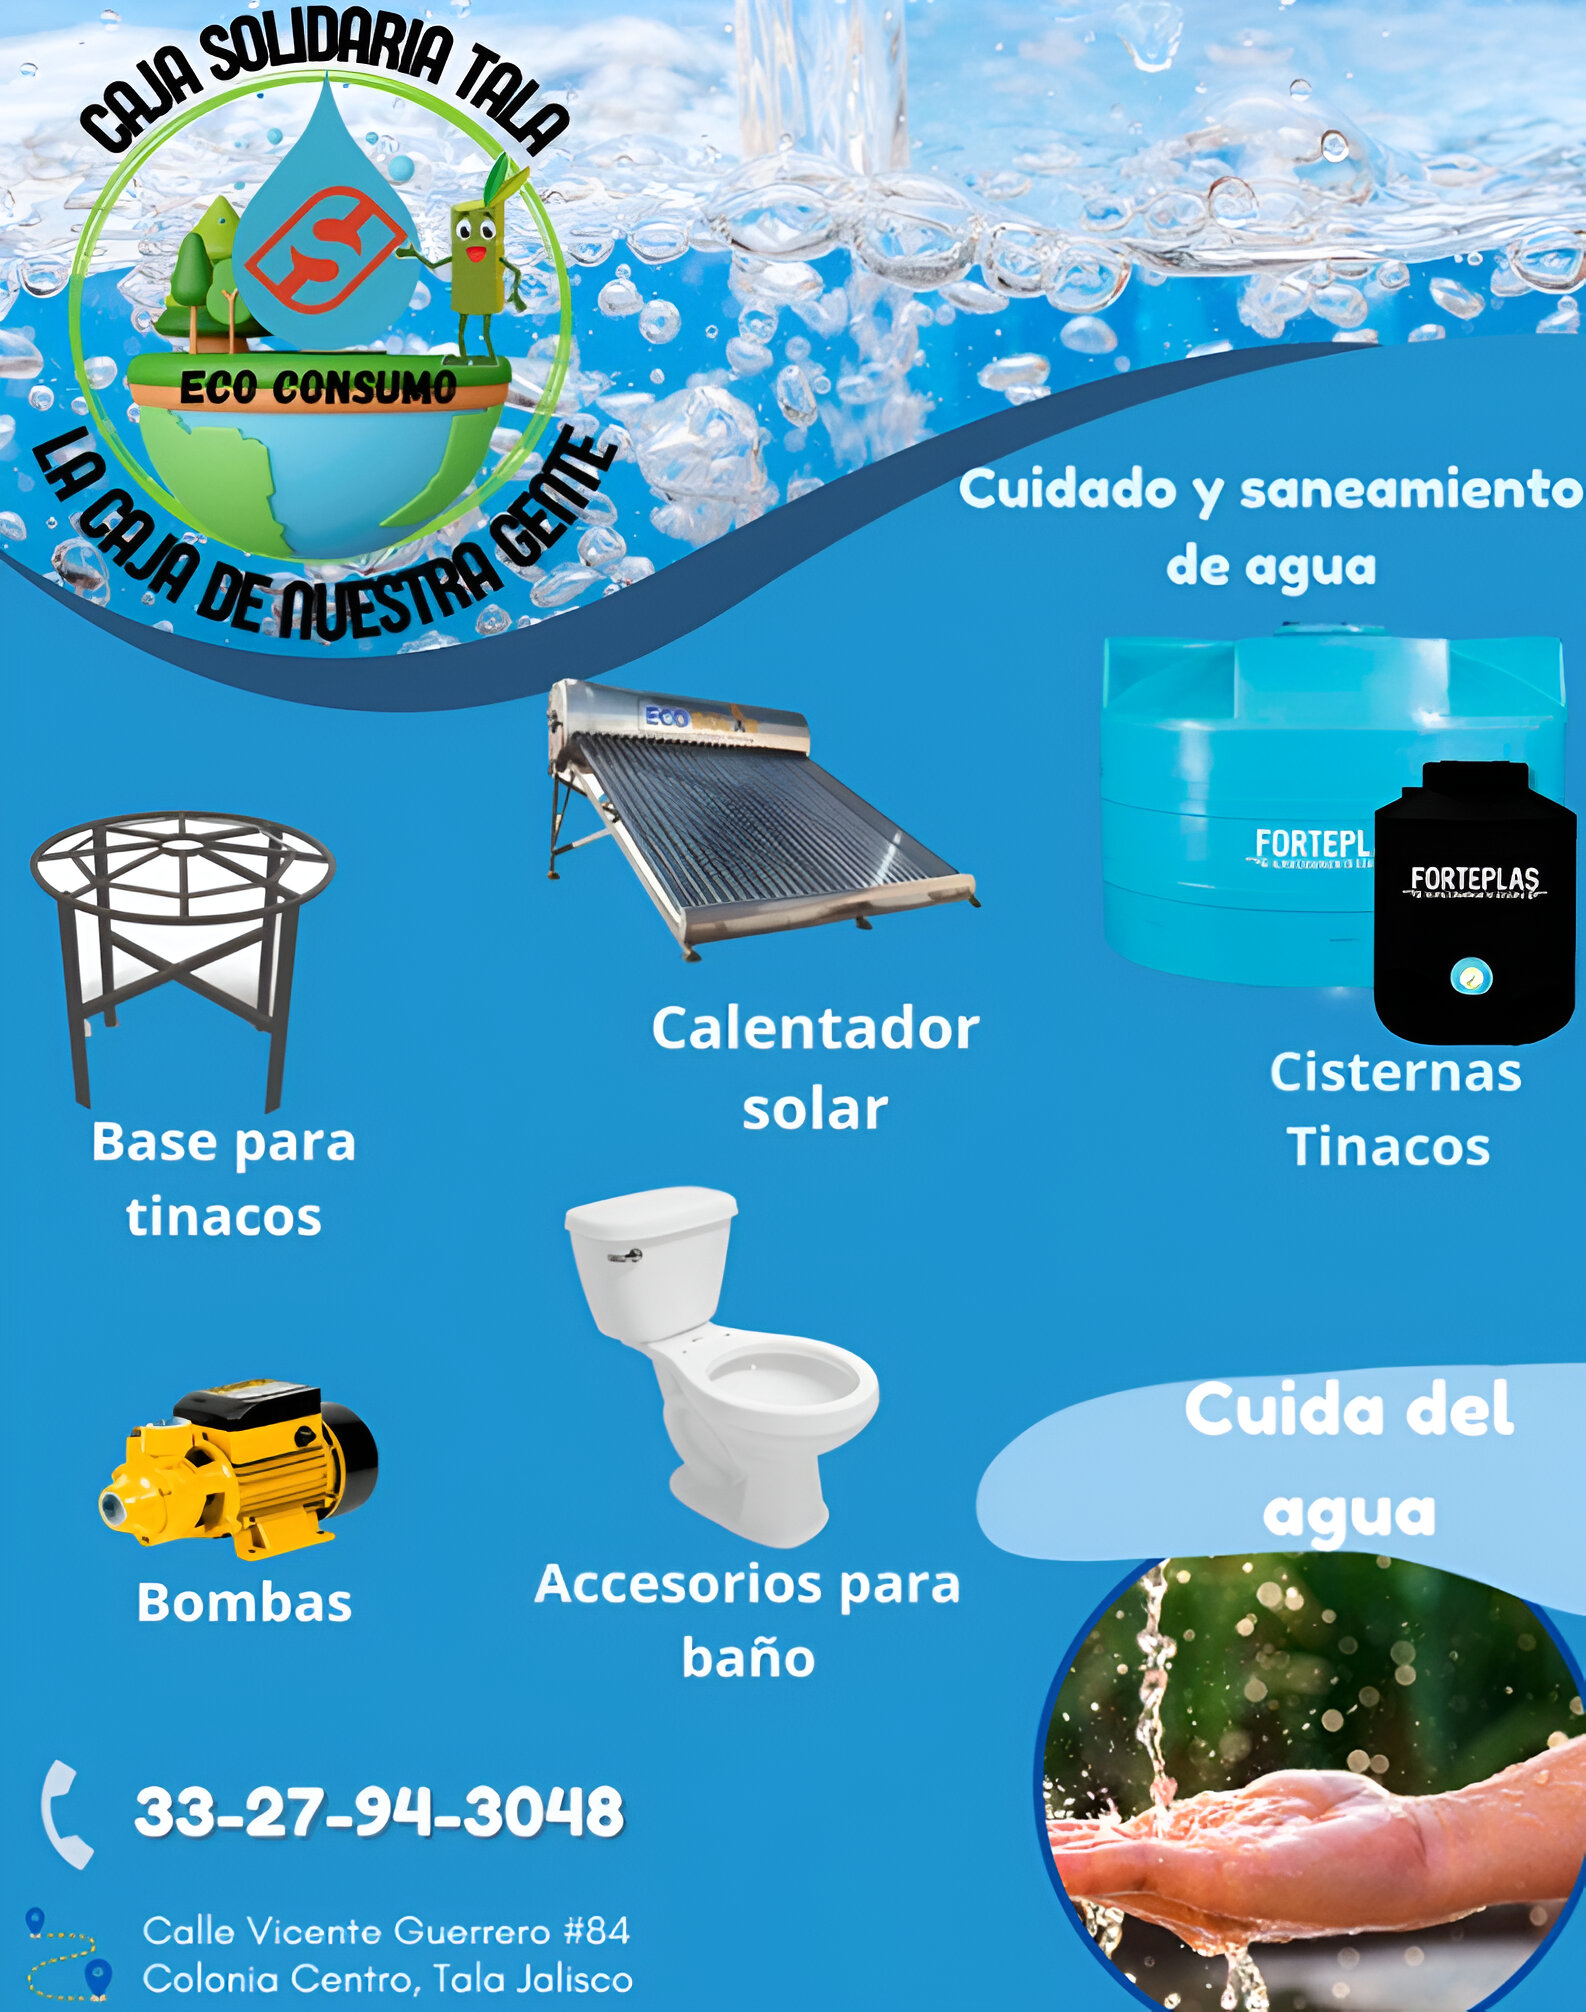 CAJA SOLIDARIA TALA
ECO CONSUMO
LA CAJA DE NUESTRA GENTE
Cuidado y saneamiento
de agua
ECO
FORTEPL
FORTEPLAS
Calentador
solar
Cisternas
Tinacos
Base para
tinacos
Cuida del
agua
Bombas
Accesorios para
baño
33-27-94-3048
Calle Vicente Guerrero #84
Colonia Centro, Tala Jalisco